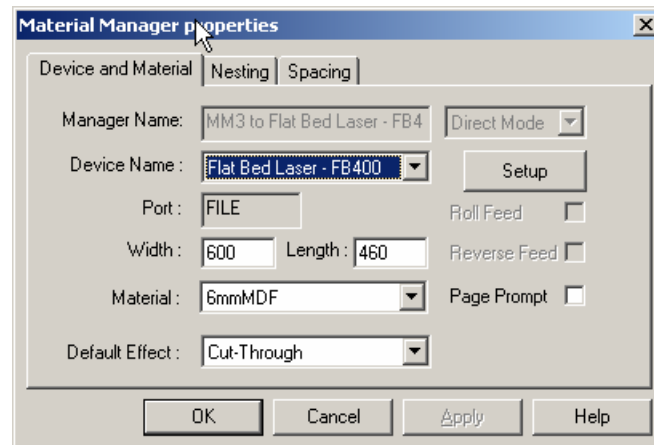 Material Manager properties
Device and Material Nesting Spacing
Manager Name: MM3 to Flat Bed Laser - FB4 Direct Mode
Device Name : Flat Bed Laser - FB400 Setup
Port : FILE Roll Feed
Width : 600 Length : 460 Reverse Feed
Material : 6mmMDF Page Prompt
Default Effect : Cut-Through
OK Cancel Apply Help